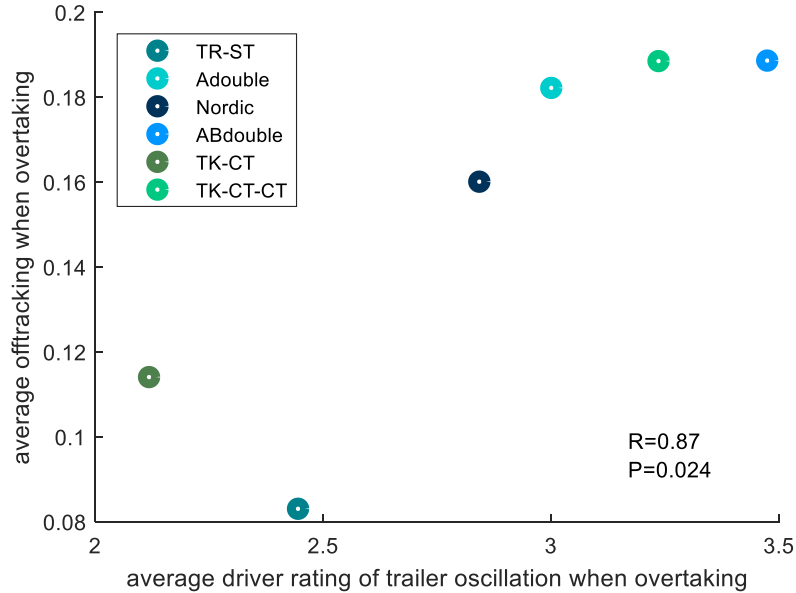 0.2
0.18
0.16
0.14
0.12
0.1
0.08
2
2.5
3
3.5
average offtracking when overtaking
average driver rating of trailer oscillation when overtaking
TR-ST
Adouble
Nordic
ABdouble
TK-CT
TK-CT-CT
R=0.87
P=0.024